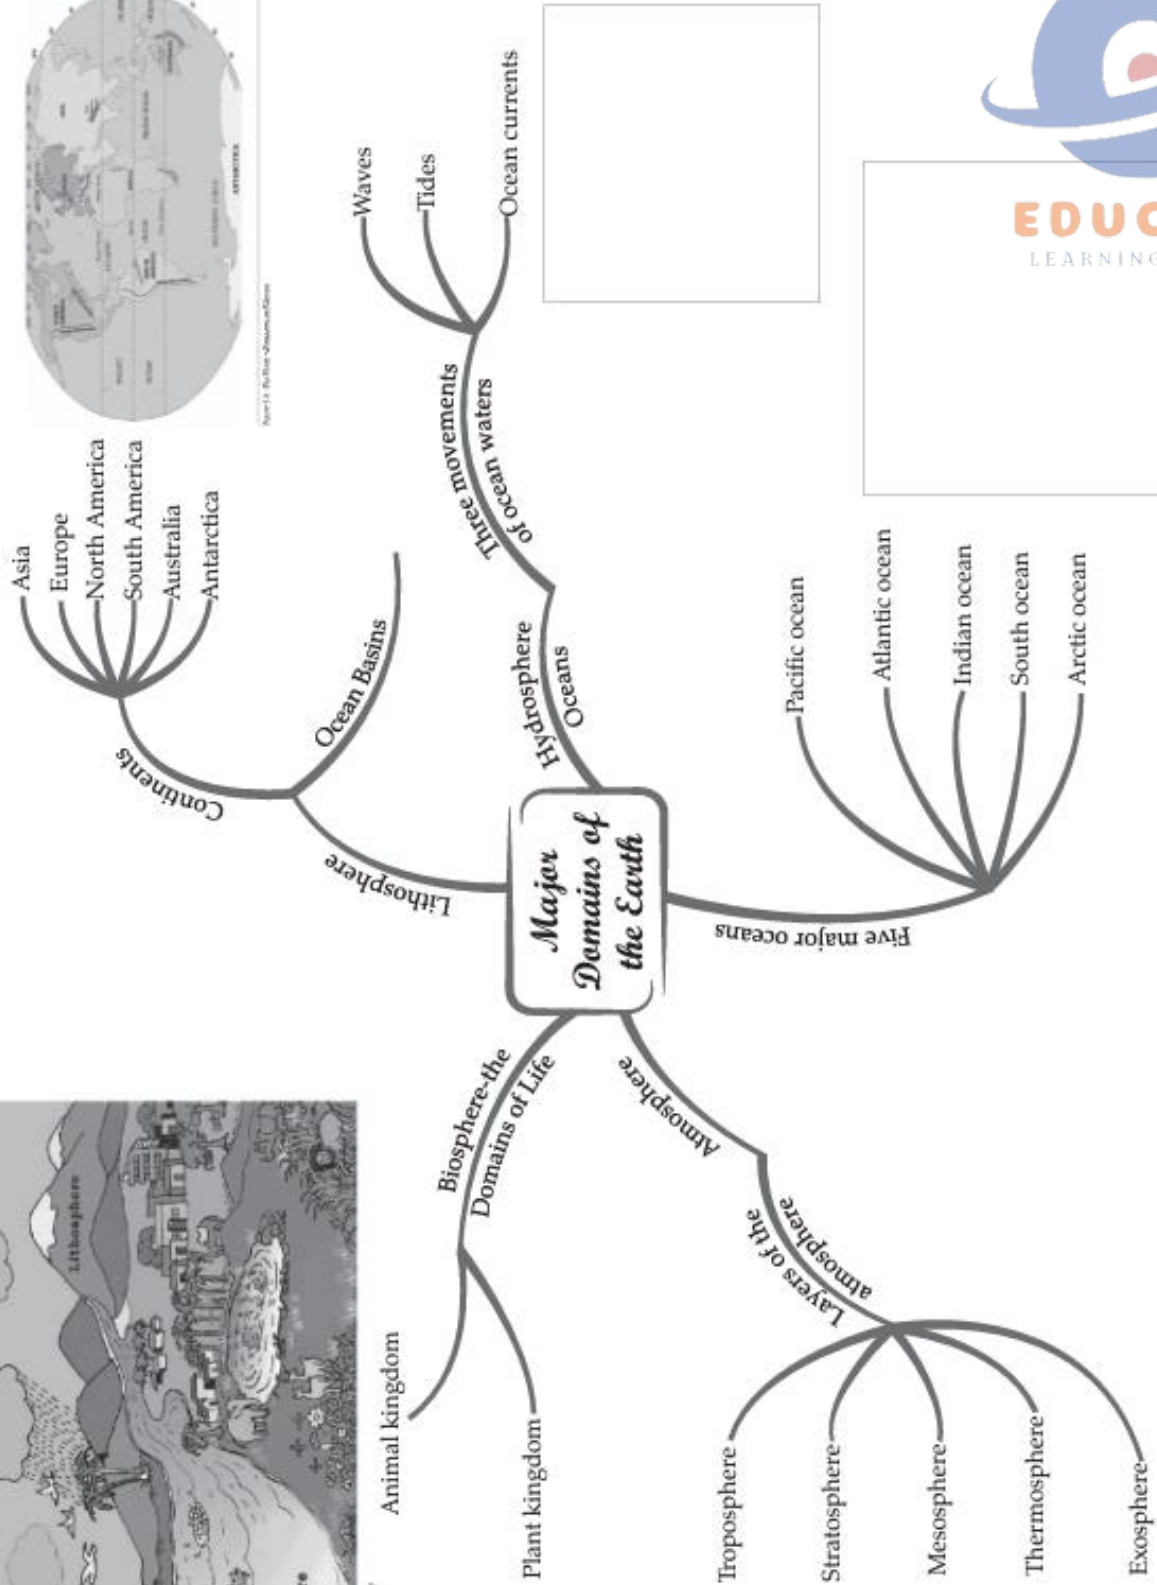 Major
Domains of
the Earth
Lithosphere
Continents
Asia
Europe
North America
South America
Australia
Antarctica
Ocean Basins
Hydrosphere
Oceans
Three movements
of ocean waters
Waves
Tides
Ocean currents
Five major oceans
Pacific ocean
Atlantic ocean
Indian ocean
South ocean
Arctic ocean
Atmosphere
Layers of the
atmosphere
Troposphere
Stratosphere
Mesosphere
Thermosphere
Exosphere
Biosphere-the
Domains of Life
Animal kingdom
Plant kingdom
Lithosphere
ANTARCTICA
EDUC
LEARNING